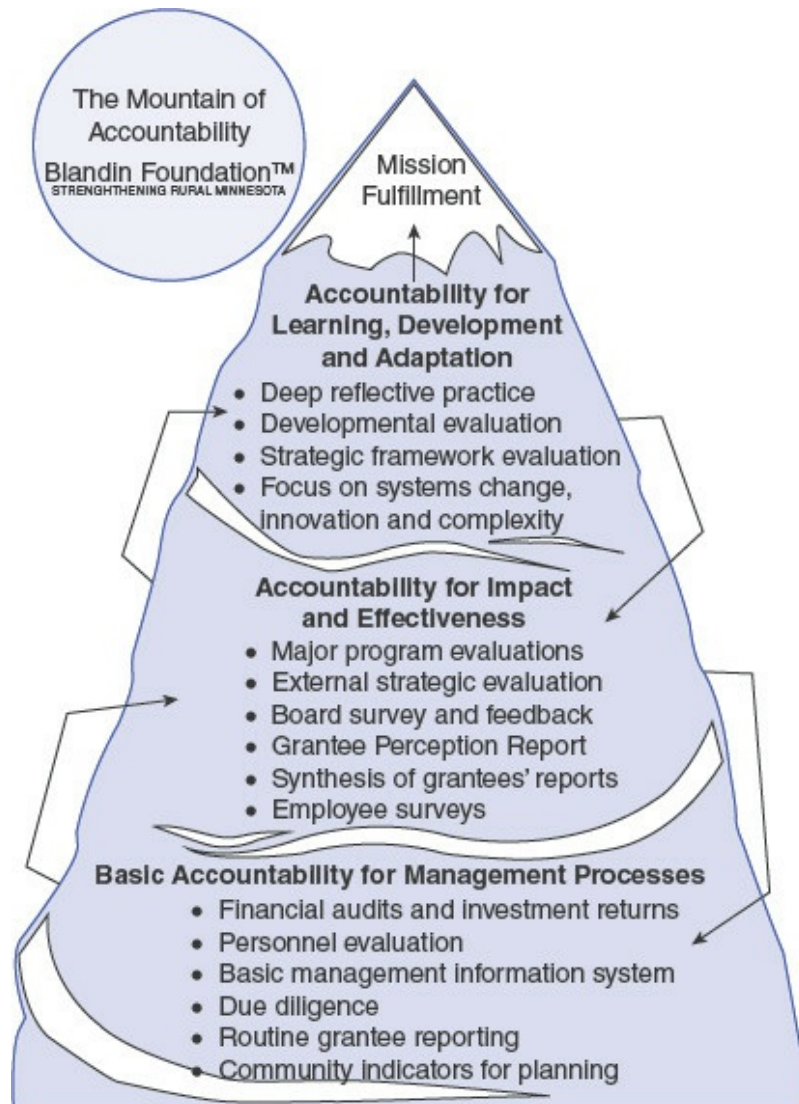 The Mountain of
Accountability
Blandin Foundation™
STRENGHTHENING RURAL MINNESOTA
Mission
Fulfillment
Accountability for
Learning, Development
and Adaptation
• Deep reflective practice
• Developmental evaluation
• Strategic framework evaluation
• Focus on systems change,
innovation and complexity
Accountability for Impact
and Effectiveness
• Major program evaluations
• External strategic evaluation
• Board survey and feedback
• Grantee Perception Report
• Synthesis of grantees' reports
• Employee surveys
Basic Accountability for Management Processes
• Financial audits and investment returns
• Personnel evaluation
• Basic management information system
• Due diligence
• Routine grantee reporting
• Community indicators for planning